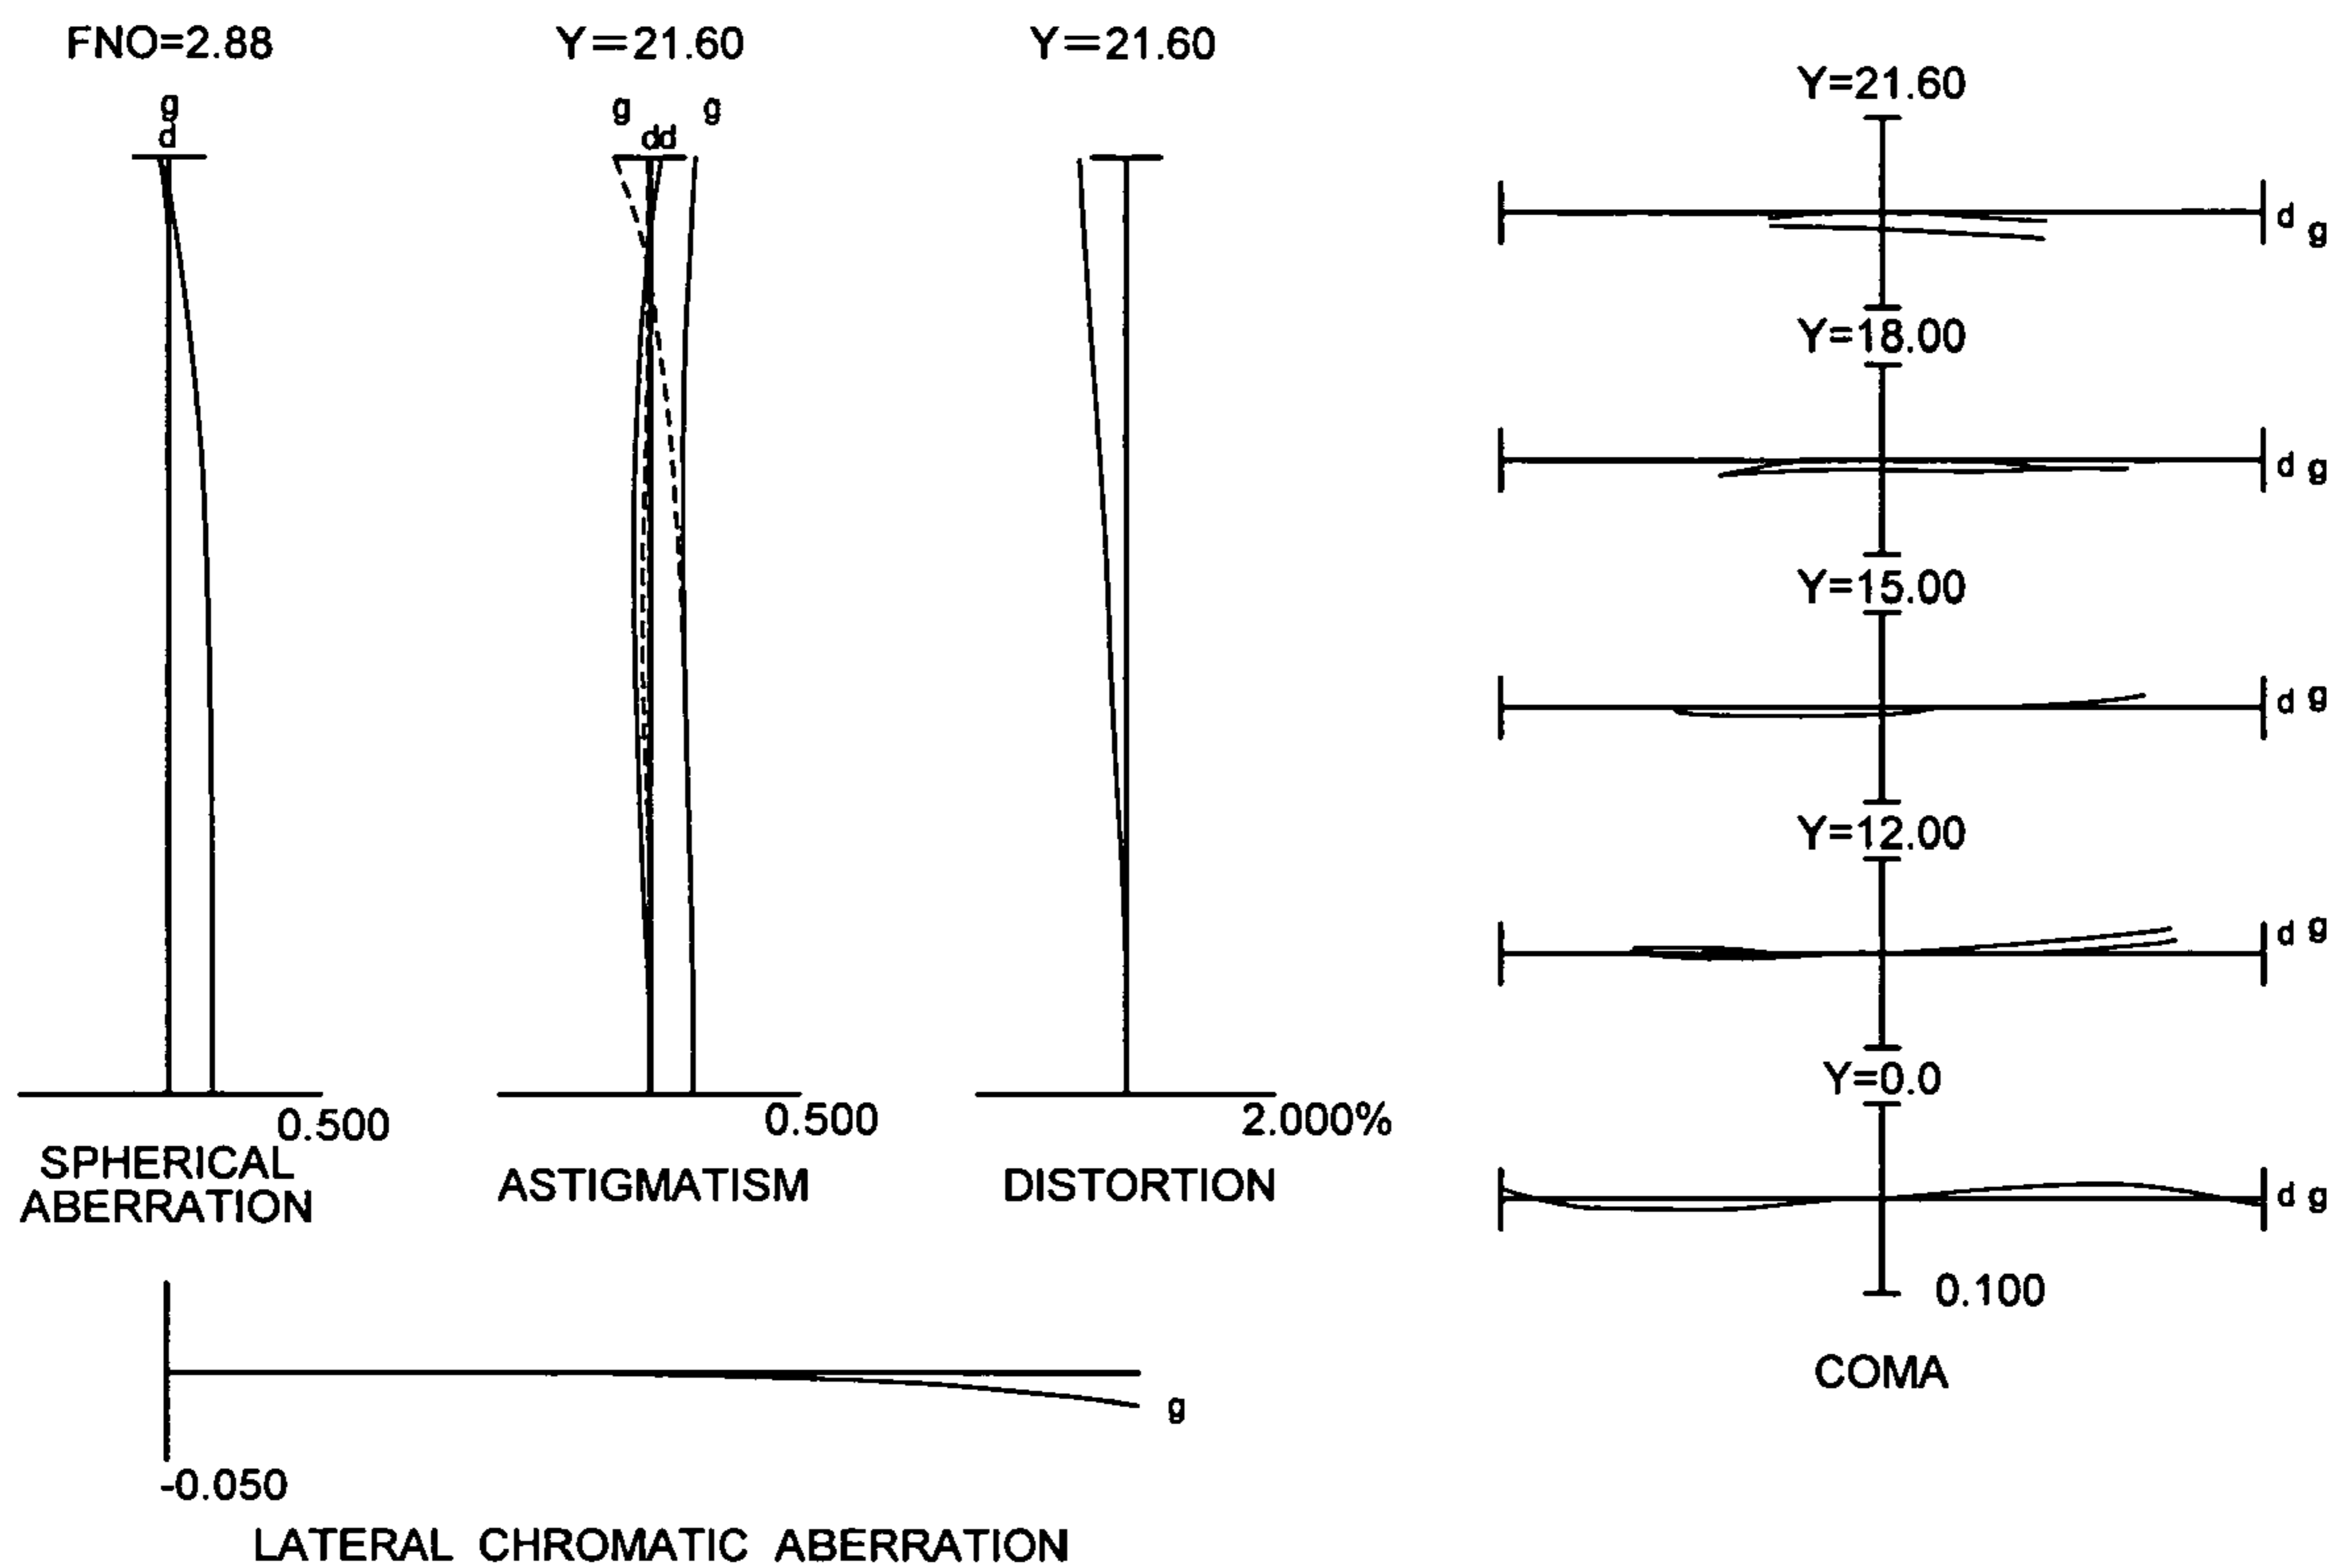 FNO=2.88
g
d
0.500
SPHERICAL
ABERRATION
Y=21.60
g dd g
0.500
ASTIGMATISM
Y=21.60
2.000%
DISTORTION
Y=21.60
d g
Y=18.00
d g
Y=15.00
d g
Y=12.00
d g
Y=0.0
d g
0.100
COMA
g
-0.050
LATERAL CHROMATIC ABERRATION